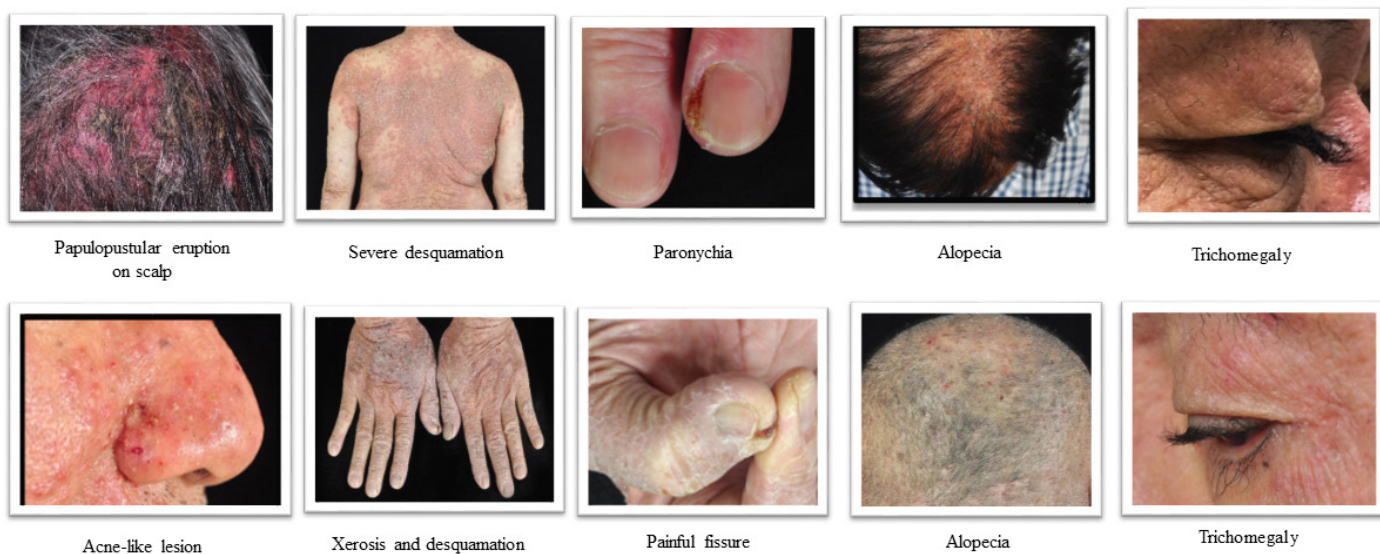 Papulopustular eruption
on scalp
Severe desquamation
Paronychia
Alopecia
Trichomegaly
Acne-like lesion
Xerosis and desquamation
Painful fissure
Alopecia
Trichomegaly